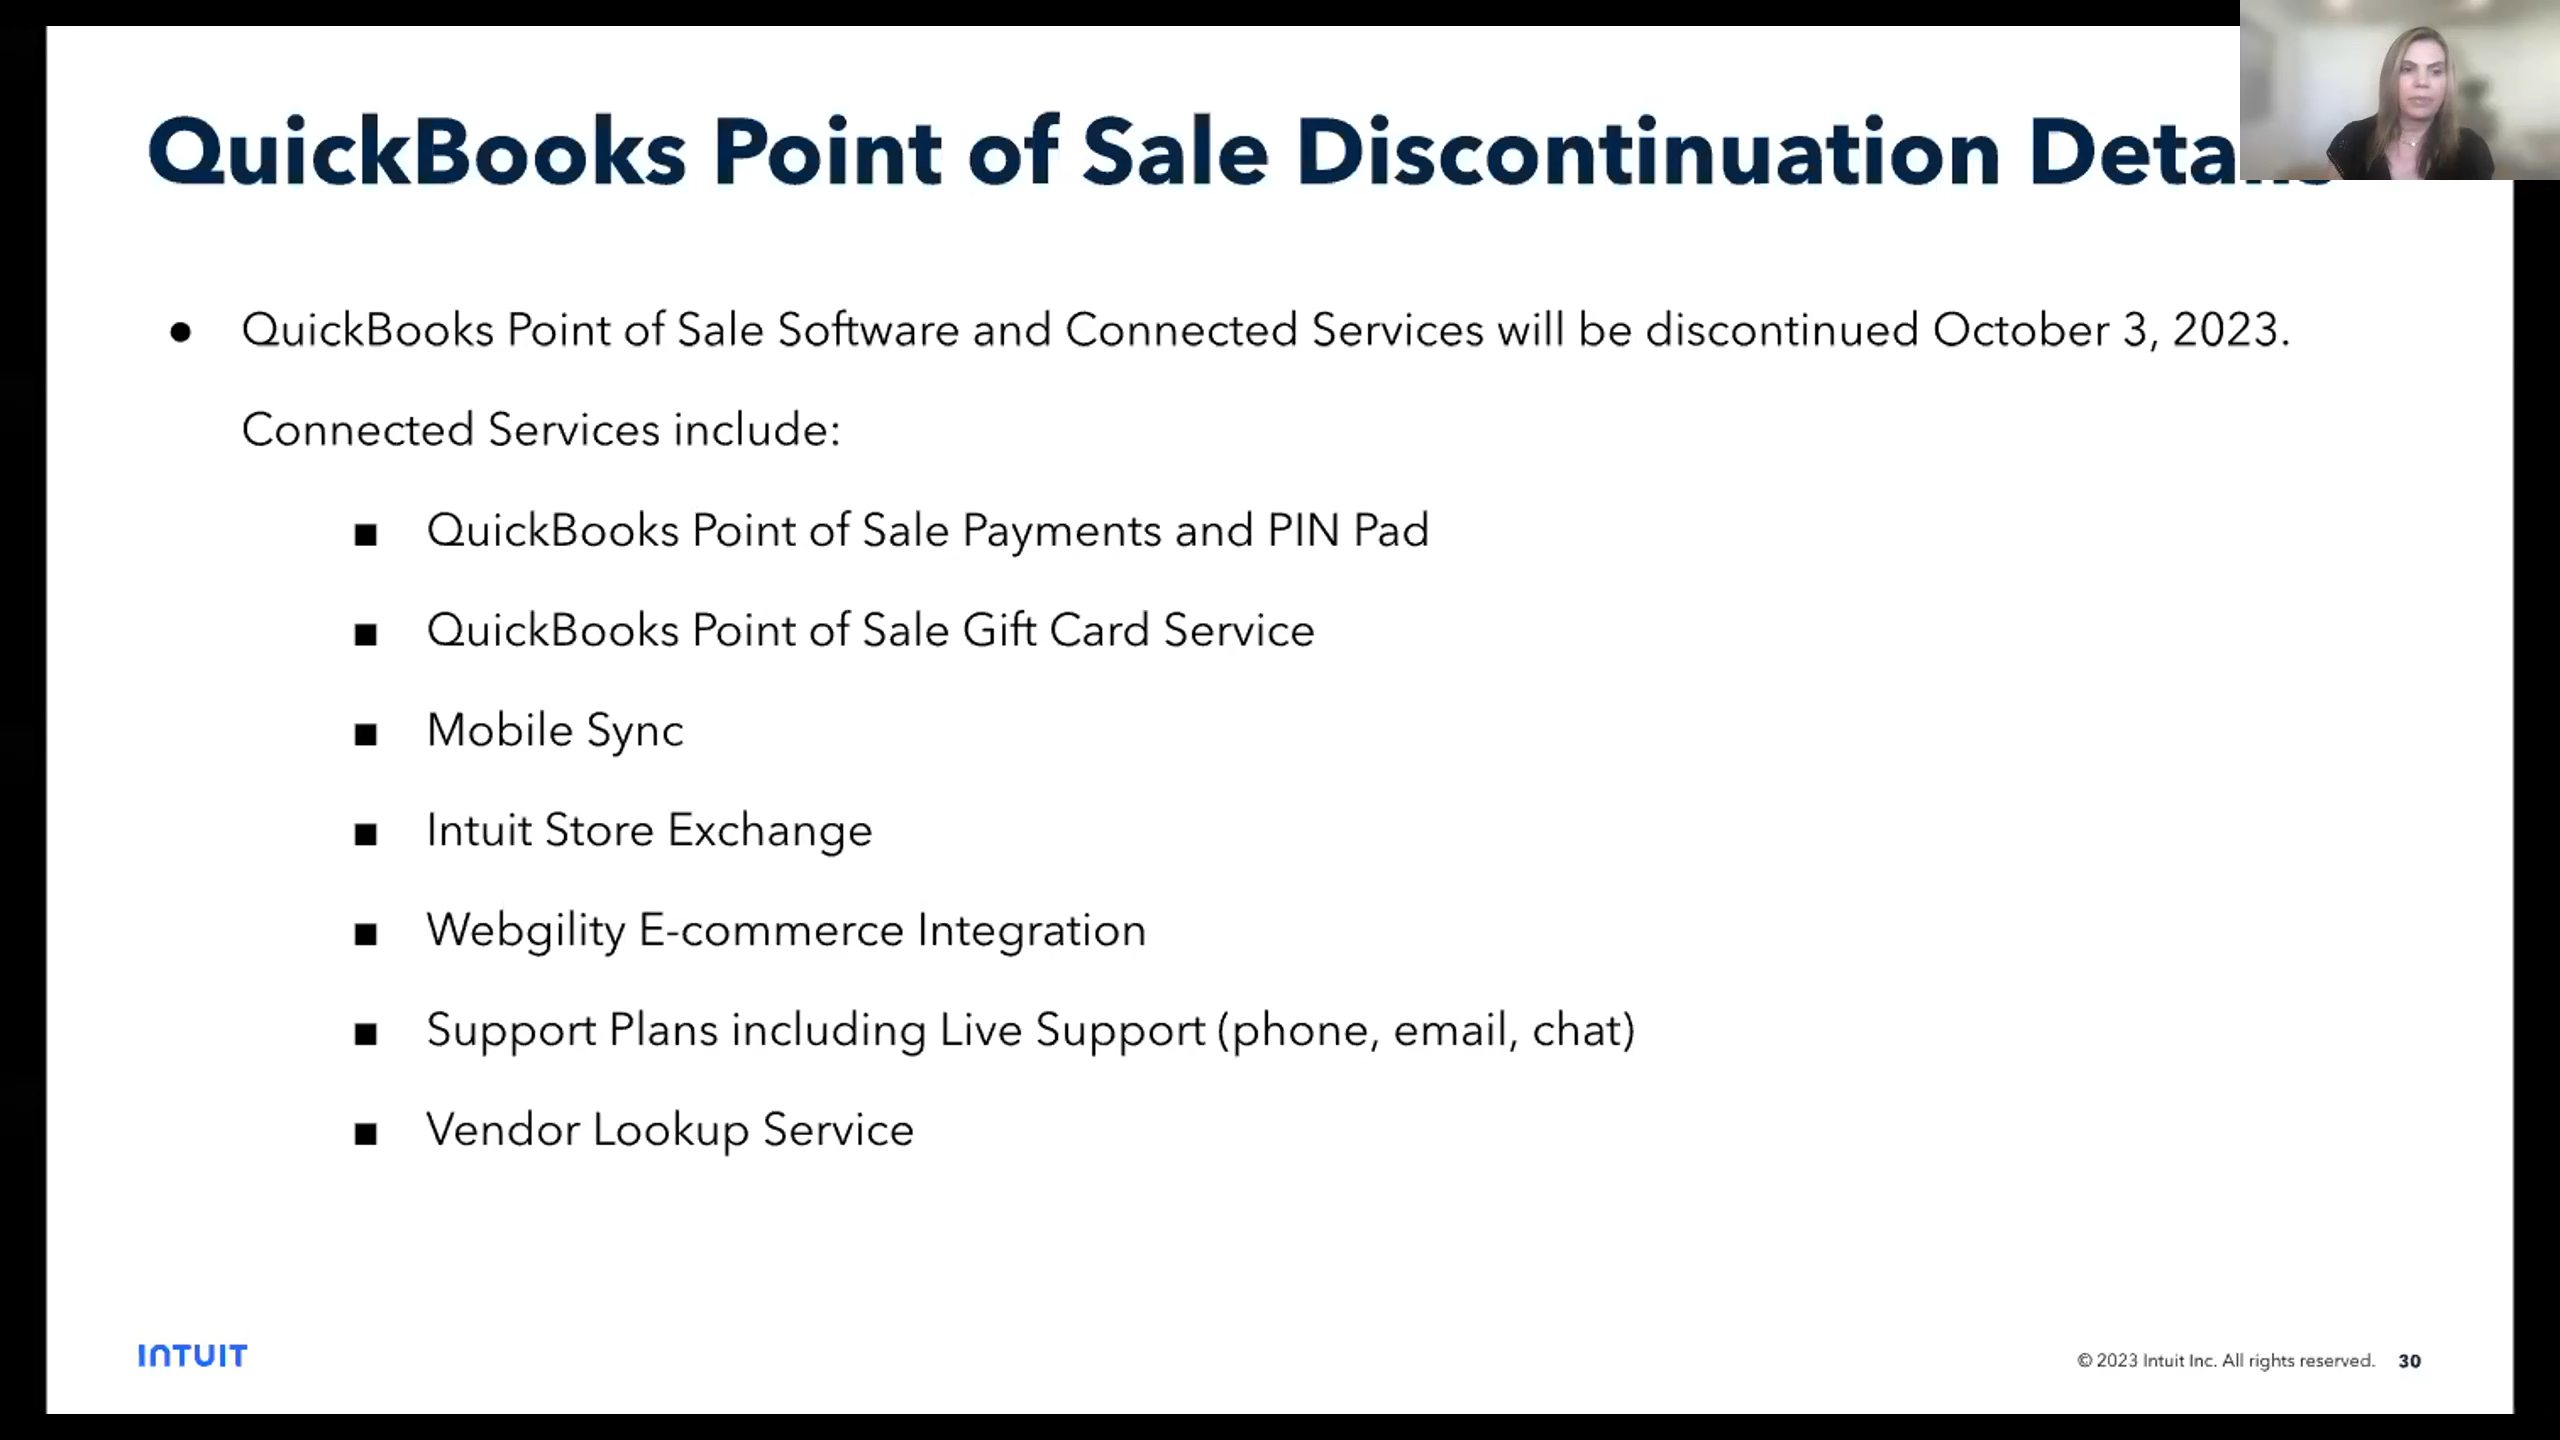 QuickBooks Point of Sale Discontinuation
● QuickBooks Point of Sale Software and Connected Services will be discontinued October 3, 2023.
Connected Services include:
■ QuickBooks Point of Sale Payments and PIN Pad
■ QuickBooks Point of Sale Gift Card Service
■ Mobile Sync
■ Intuit Store Exchange
■ Webgility E-commerce Integration
■ Support Plans including Live Support (phone, email, chat)
■ Vendor Lookup Service
INTUIT
© 2023 Intuit Inc. All rights reserved. 30